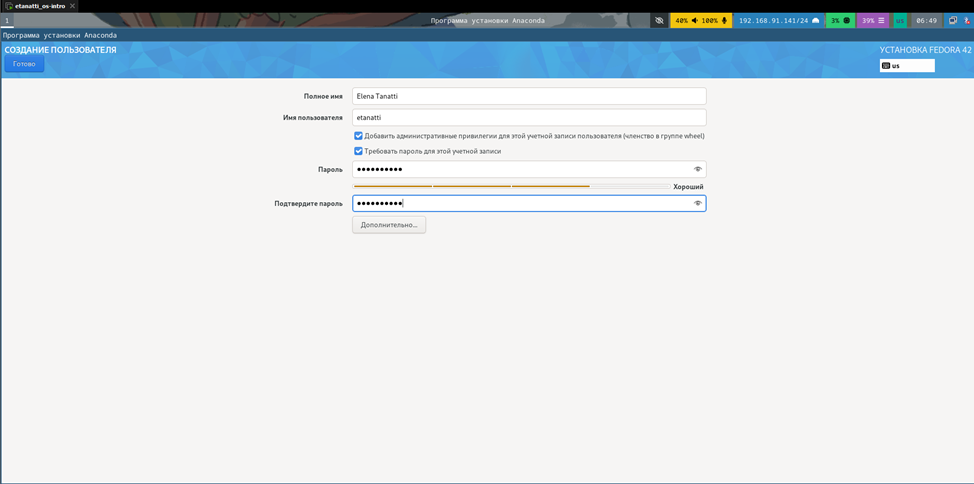 etanatti_os-intro
1 Программа установки Anaconda 40% 100% 192.168.91.141/24 3% 39% us 06:49
Программа установки Anaconda
СОЗДАНИЕ ПОЛЬЗОВАТЕЛЯ УСТАНОВКА FEDORA 42
Готово us
Полное имя Elena Tanatti
Имя пользователя etanatti
Добавить административные привилегии для этой учетной записи пользователя (членство в группе wheel)
Требовать пароль для этой учетной записи
Пароль ●●●●●●●●●●
Хороший
Подтвердите пароль ●●●●●●●●●●
Дополнительно...